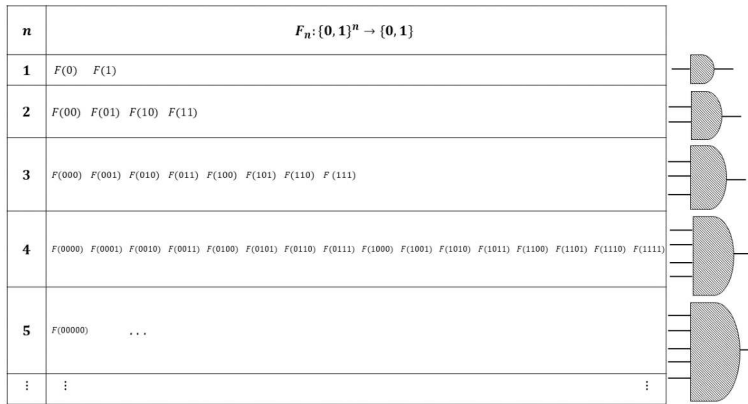 n F_n: {0, 1}^n → {0, 1}
1 F(0) F(1)
2 F(00) F(01) F(10) F(11)
3 F(000) F(001) F(010) F(011) F(100) F(101) F(110) F (111)
4 F(0000) F(0001) F(0010) F(0011) F(0100) F(0101) F(0110) F(0111) F(1000) F(1001) F(1010) F(1011) F(1100) F(1101) F(1110) F(1111)
5 F(00000) ...
⋮ ⋮ ⋮